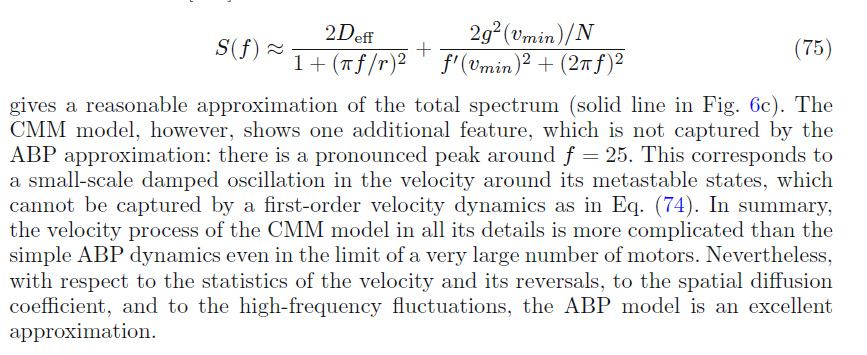 S(f) ≈ \frac{2D_{eff}}{1 + (πf/r)^2} + \frac{2g^2(v_{min})/N}{f'(v_{min})^2 + (2πf)^2} (75)
gives a reasonable approximation of the total spectrum (solid line in Fig. 6c). The
CMM model, however, shows one additional feature, which is not captured by the
ABP approximation: there is a pronounced peak around f = 25. This corresponds to
a small-scale damped oscillation in the velocity around its metastable states, which
cannot be captured by a first-order velocity dynamics as in Eq. (74). In summary,
the velocity process of the CMM model in all its details is more complicated than the
simple ABP dynamics even in the limit of a very large number of motors. Nevertheless,
with respect to the statistics of the velocity and its reversals, to the spatial diffusion
coefficient, and to the high-frequency fluctuations, the ABP model is an excellent
approximation.